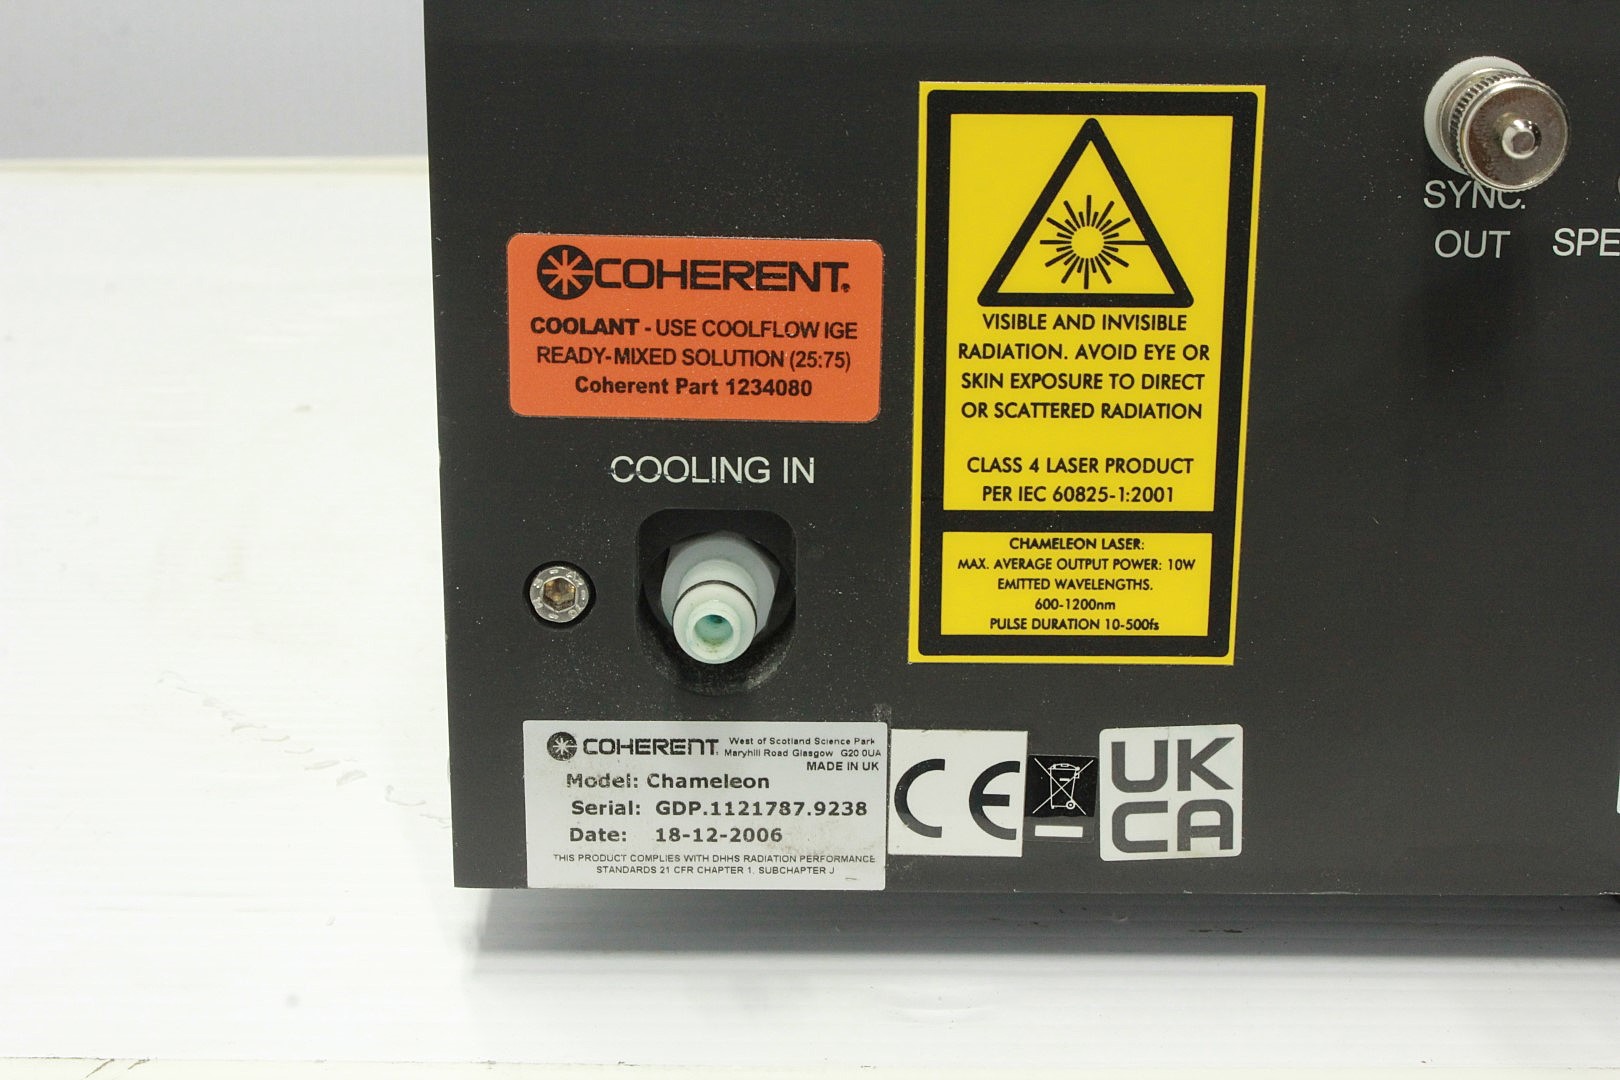 COHERENT.
COOLANT - USE COOLFLOW IGE
READY-MIXED SOLUTION (25:75)
Coherent Part 1234080
COOLING IN
VISIBLE AND INVISIBLE
RADIATION. AVOID EYE OR
SKIN EXPOSURE TO DIRECT
OR SCATTERED RADIATION
CLASS 4 LASER PRODUCT
PER IEC 60825-1:2001
CHAMELEON LASER:
MAX. AVERAGE OUTPUT POWER: 10W
EMITTED WAVELENGTHS.
600-1200nm
PULSE DURATION 10-500fs
SYNC.
OUT
SPE
COHERENT. West of Scotland Science Park
Maryhill Road Glasgow G20 0UA
MADE IN UK
Model: Chameleon
Serial: GDP.1121787.9238
Date: 18-12-2006
THIS PRODUCT COMPLIES WITH DHHS RADIATION PERFORMANCE
STANDARDS 21 CFR CHAPTER 1. SUBCHAPTER J
CE
UK
CA